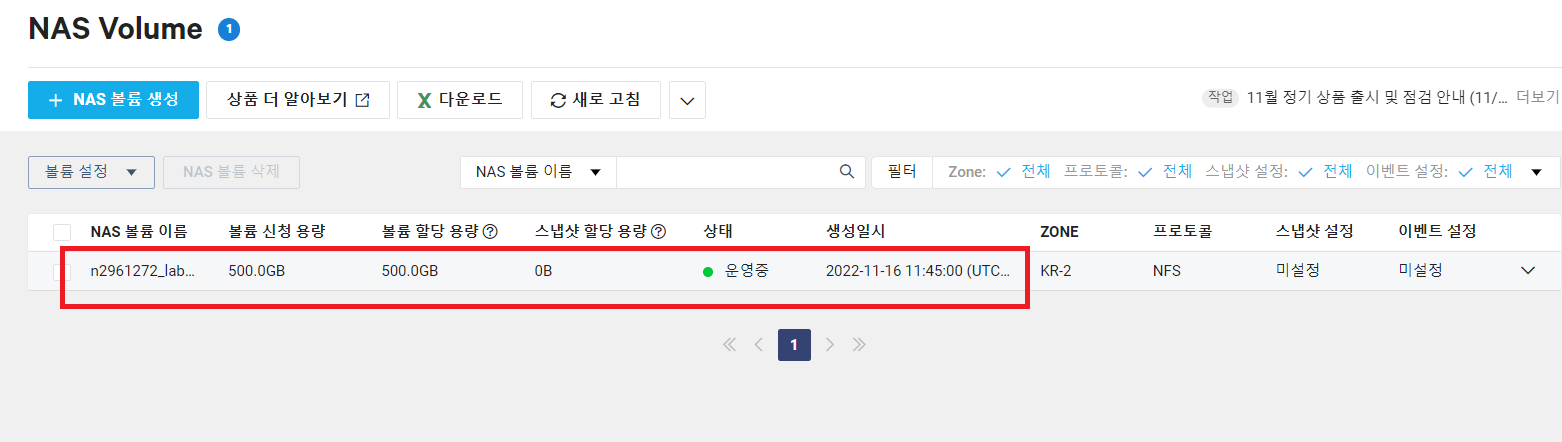 NAS Volume 1
+ NAS 볼륨 생성 상품 더 알아보기 다운로드 새로 고침 작업 11월 정기 상품 출시 및 점검 안내 (11/... 더보기
볼륨 설정 NAS 볼륨 삭제 NAS 볼륨 이름 필터 Zone: 전체 프로토콜: 전체 스냅샷 설정: 전체 이벤트 설정: 전체
NAS 볼륨 이름 볼륨 신청 용량 볼륨 할당 용량 스냅샷 할당 용량 상태 생성일시 ZONE 프로토콜 스냅샷 설정 이벤트 설정
n2961272_lab... 500.0GB 500.0GB 0B 운영중 2022-11-16 11:45:00 (UTC... KR-2 NFS 미설정 미설정
1